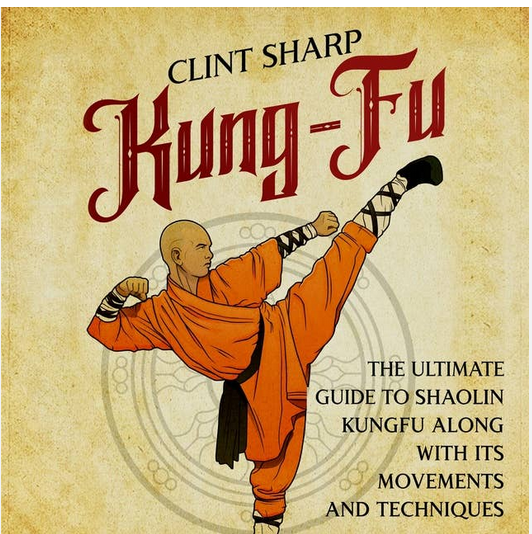 CLINT SHARP
Kung-Fu
THE ULTIMATE
GUIDE TO SHAOLIN
KUNGFU ALONG
WITH ITS
MOVEMENTS
AND TECHNIQUES